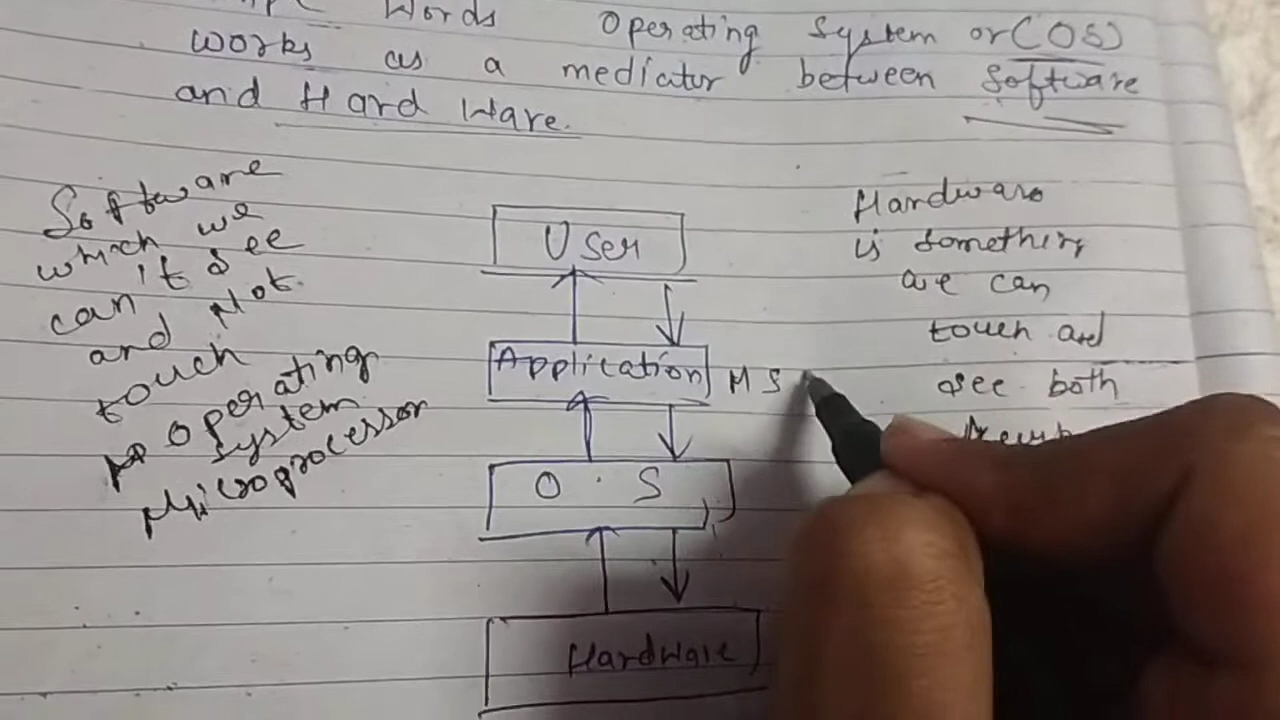 Words Operating System or (OS)
works as a mediator between Software
and Hard Ware.
Software
which we
can it see
and Not
touch
Operating
System
Microprocessor
User
Application M S
O . S
Hardware
Hardware
is something
we can
touch and
see both